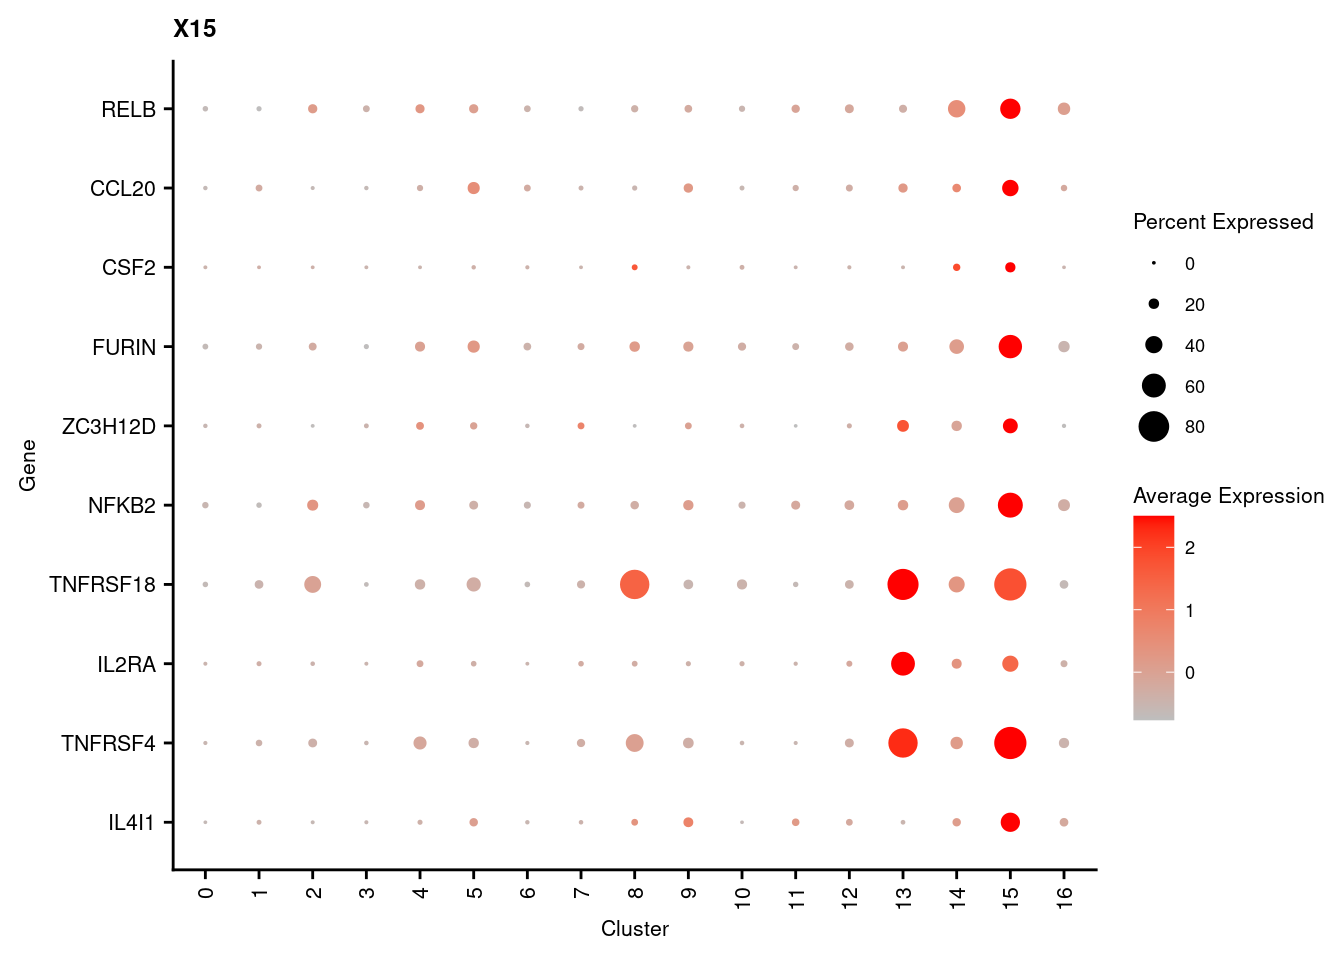 X15
RELB
CCL20
CSF2
FURIN
ZC3H12D
NFKB2
TNFRSF18
IL2RA
TNFRSF4
IL4I1
Gene
0 1 2 3 4 5 6 7 8 9 10 11 12 13 14 15 16
Cluster
Percent Expressed
0
20
40
60
80
Average Expression
2
1
0